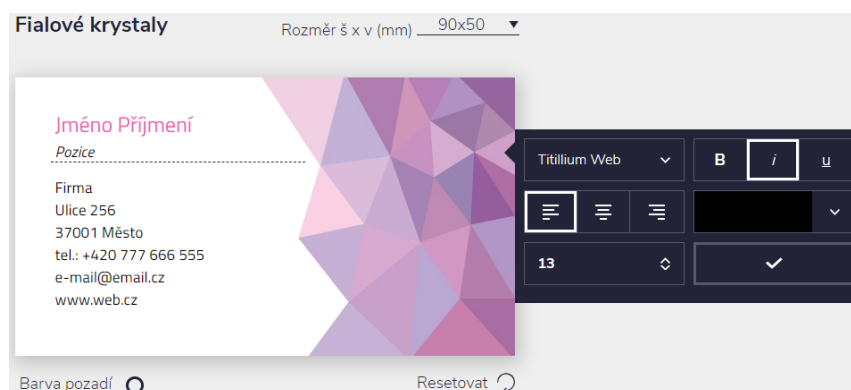 Fialové krystaly
Rozměr š x v (mm) 90x50
Jméno Příjmení
Pozice
Firma
Ulice 256
37001 Město
tel.: +420 777 666 555
e-mail@email.cz
www.web.cz
Titillium Web
B i u
13
Barva pozadí
Resetovat